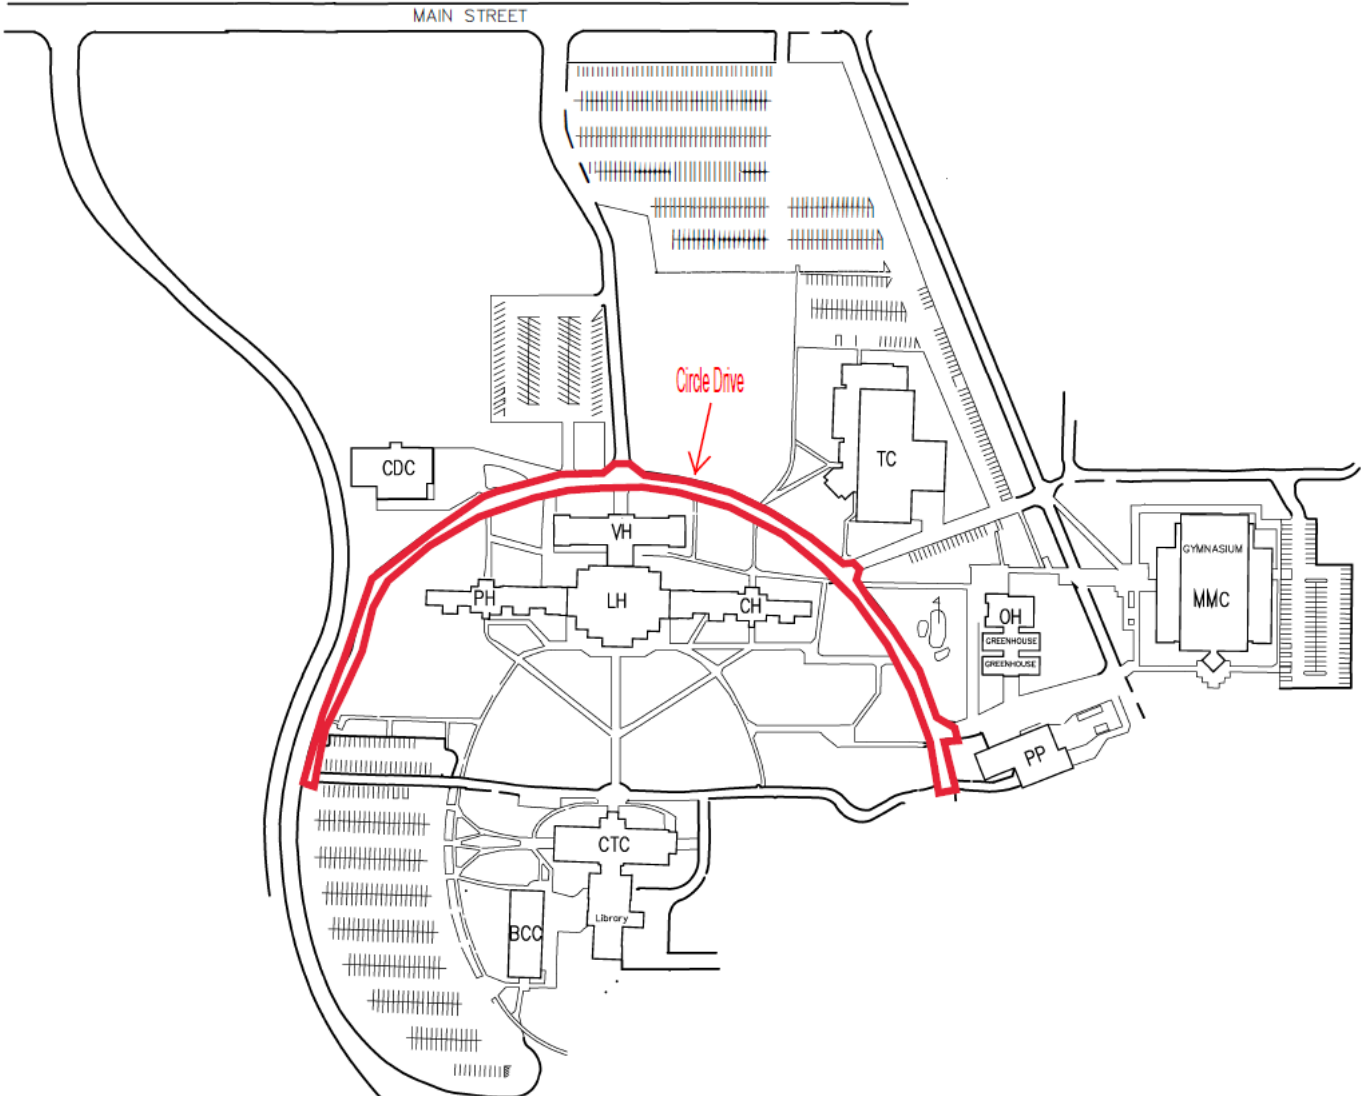 MAIN STREET
Circle Drive
CDC
TC
VH
GYMNASIUM
PH
LH
CH
MMC
OH
GREENHOUSE
GREENHOUSE
PP
CTC
Library
BCC